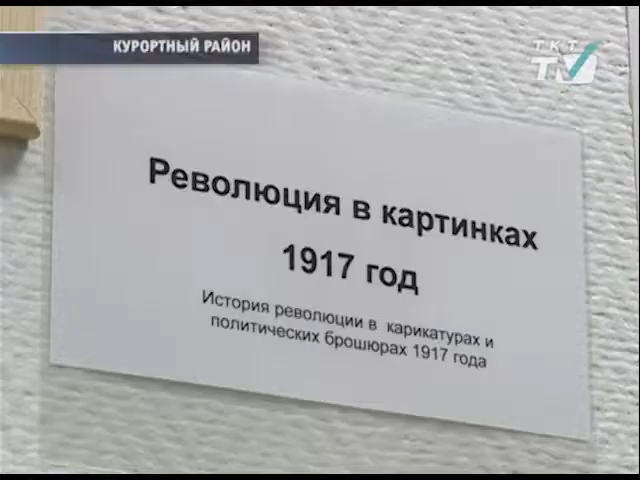 КУРОРТНЫЙ РАЙОН
ТКТ
TV
Революция в картинках
1917 год
История революции в карикатурах и
политических брошюрах 1917 года